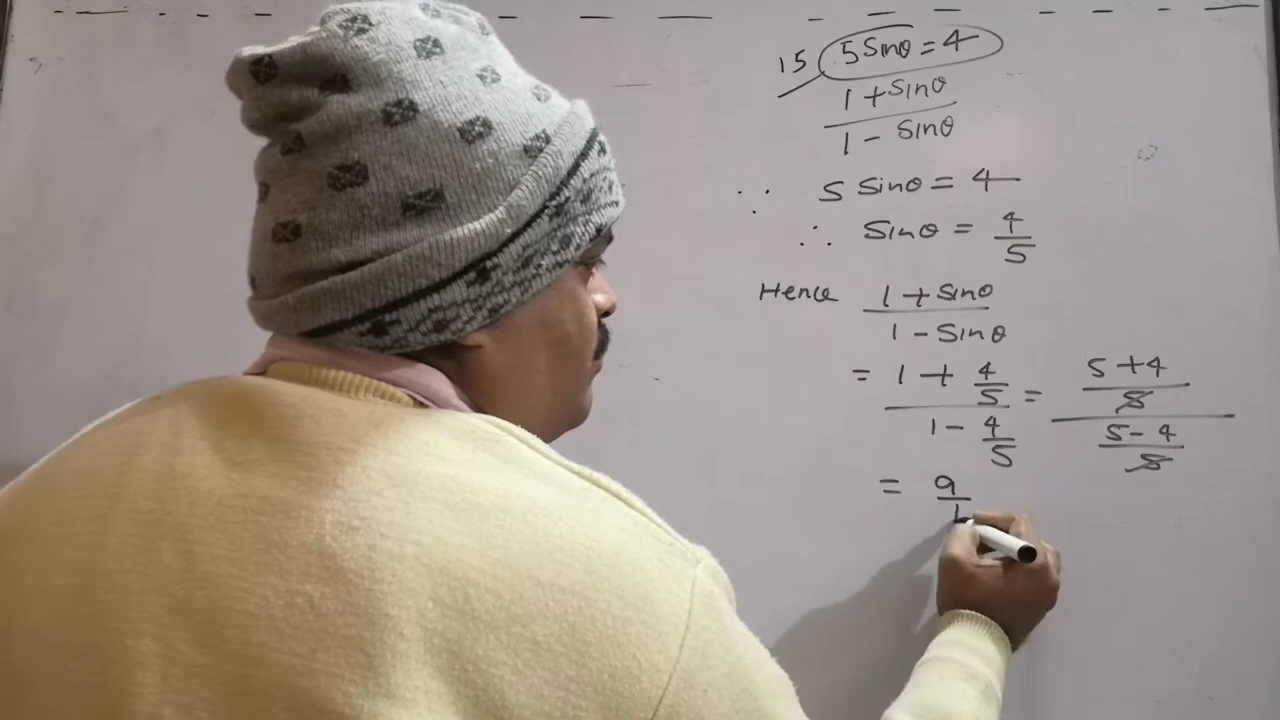 15 5 sinθ = 4
1 + sinθ
1 - sinθ
∵ 5 sinθ = 4
∴ sinθ = 4/5
Hence 1 + sinθ
1 - sinθ
= 1 + 4/5 = 5 + 4/5
1 - 4/5 5 - 4/5
= 9/1